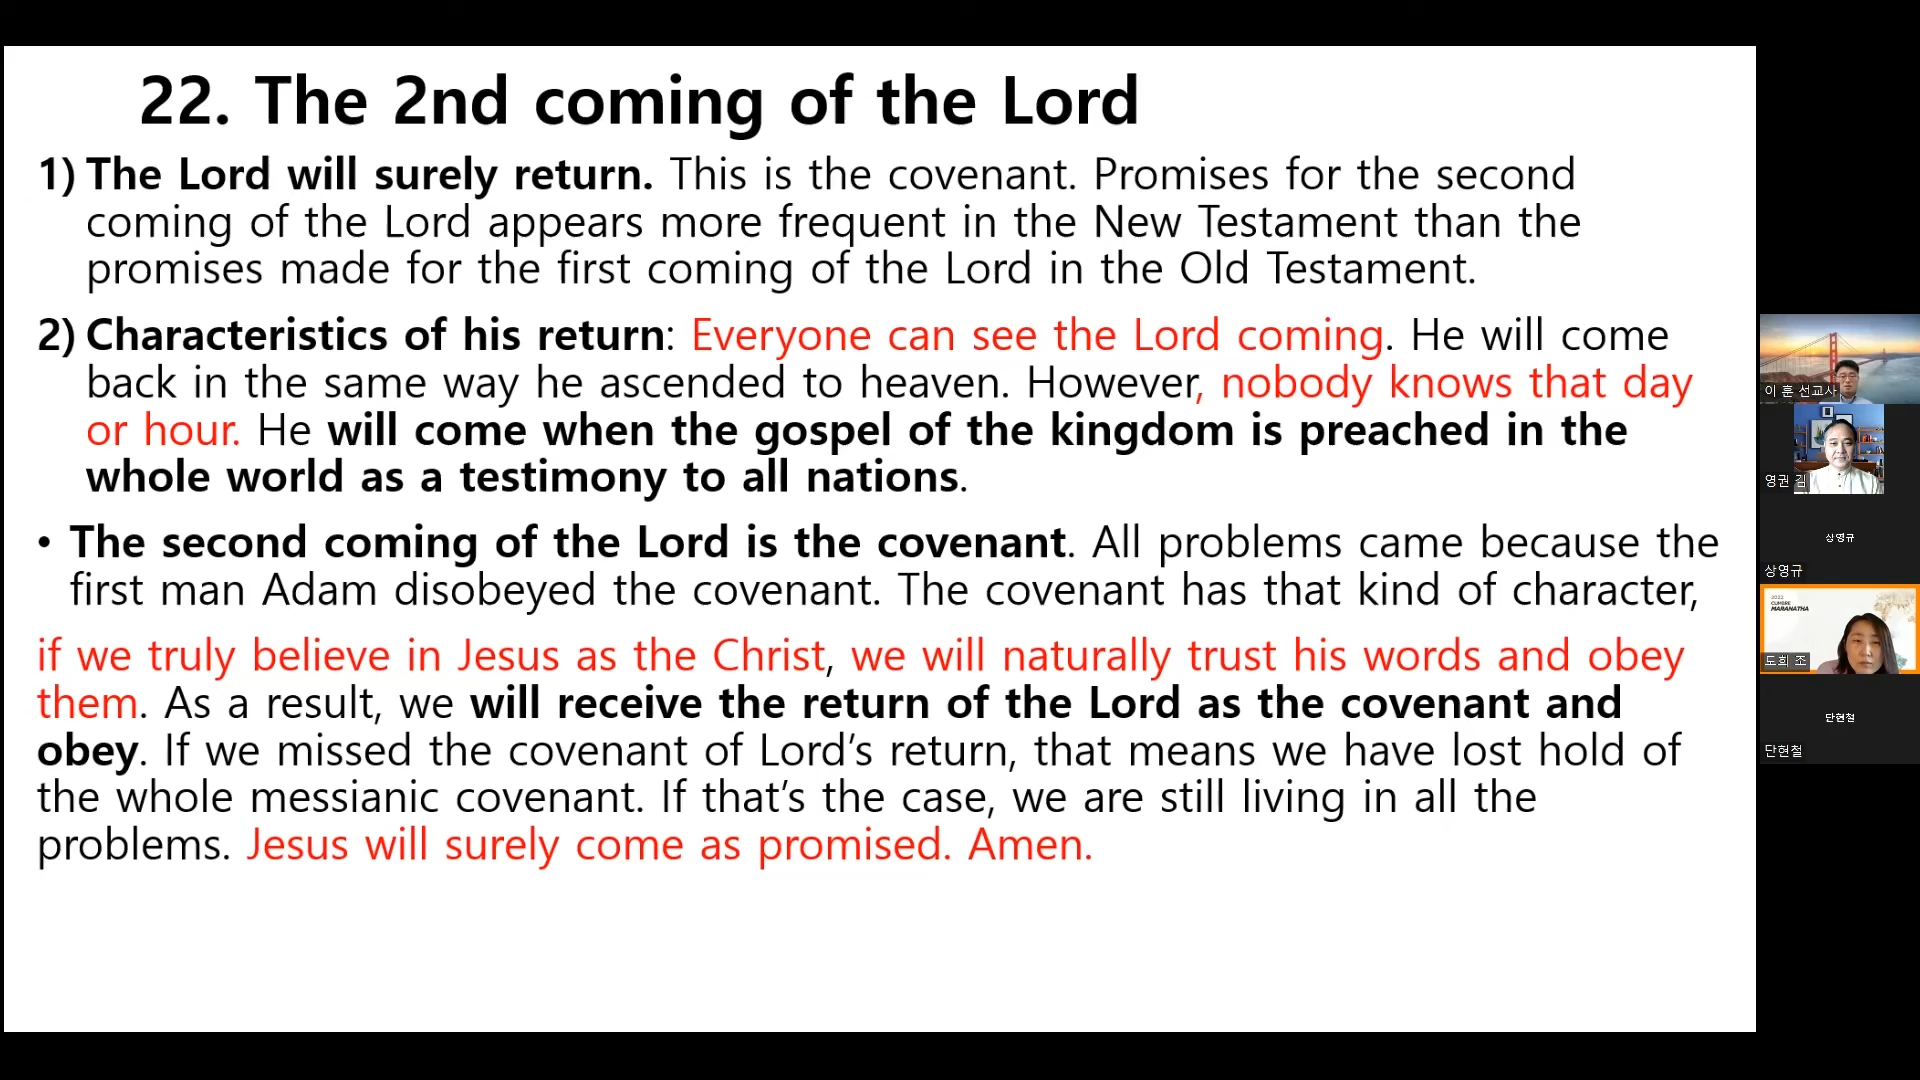 22. The 2nd coming of the Lord
1) The Lord will surely return. This is the covenant. Promises for the second
coming of the Lord appears more frequent in the New Testament than the
promises made for the first coming of the Lord in the Old Testament.
2) Characteristics of his return: Everyone can see the Lord coming. He will come
back in the same way he ascended to heaven. However, nobody knows that day
or hour. He will come when the gospel of the kingdom is preached in the
whole world as a testimony to all nations.
• The second coming of the Lord is the covenant. All problems came because the
first man Adam disobeyed the covenant. The covenant has that kind of character,
if we truly believe in Jesus as the Christ, we will naturally trust his words and obey
them. As a result, we will receive the return of the Lord as the covenant and
obey. If we missed the covenant of Lord’s return, that means we have lost hold of
the whole messianic covenant. If that’s the case, we are still living in all the
problems. Jesus will surely come as promised. Amen.
이 훈 선교사
영권 김
상영규
상영규
2021
CUMBRE
MARANATHA
도희 조
단현철
단현철